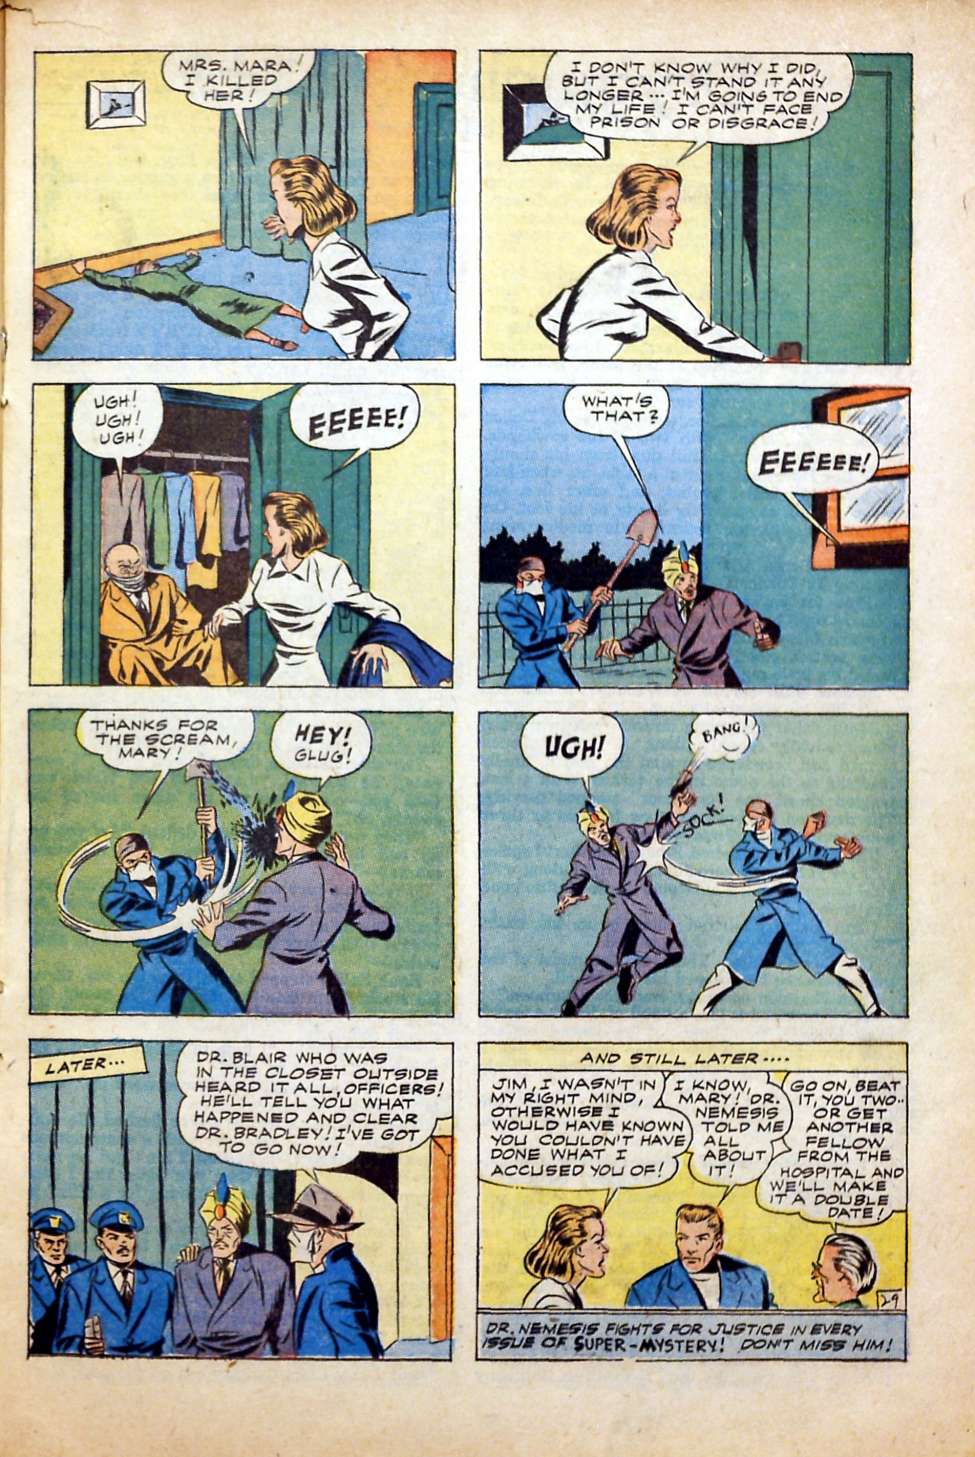 MRS. MARA!
I KILLED
HER!
I DON'T KNOW WHY I DID,
BUT I CAN'T STAND IT ANY
LONGER --- I'M GOING TO END
MY LIFE! I CAN'T FACE
PRISON OR DISGRACE!
UGH!
UGH!
UGH!
EEEEE!
WHAT'S
THAT?
EEEEEE!
THANKS FOR
THE SCREAM,
MARY!
HEY!
GLUG!
UGH!
BANG!
SOCK!
LATER...
DR. BLAIR WHO WAS
IN THE CLOSET OUTSIDE
HEARD IT ALL, OFFICERS!
HE'LL TELL YOU WHAT
HAPPENED AND CLEAR
DR. BRADLEY! I'VE GOT
TO GO NOW!
AND STILL LATER....
JIM, I WASN'T IN
MY RIGHT MIND,
OTHERWISE I
WOULD HAVE KNOWN
YOU COULDN'T HAVE
DONE WHAT I
ACCUSED YOU OF!
I KNOW,
MARY! DR.
NEMESIS
TOLD ME
ALL
ABOUT
IT!
GO ON, BEAT
IT, YOU TWO--
OR GET
ANOTHER
FELLOW
FROM THE
HOSPITAL AND
WE'LL MAKE
IT A DOUBLE
DATE!
29
DR. NEMESIS FIGHTS FOR JUSTICE IN EVERY
ISSUE OF SUPER-MYSTERY! DON'T MISS HIM!